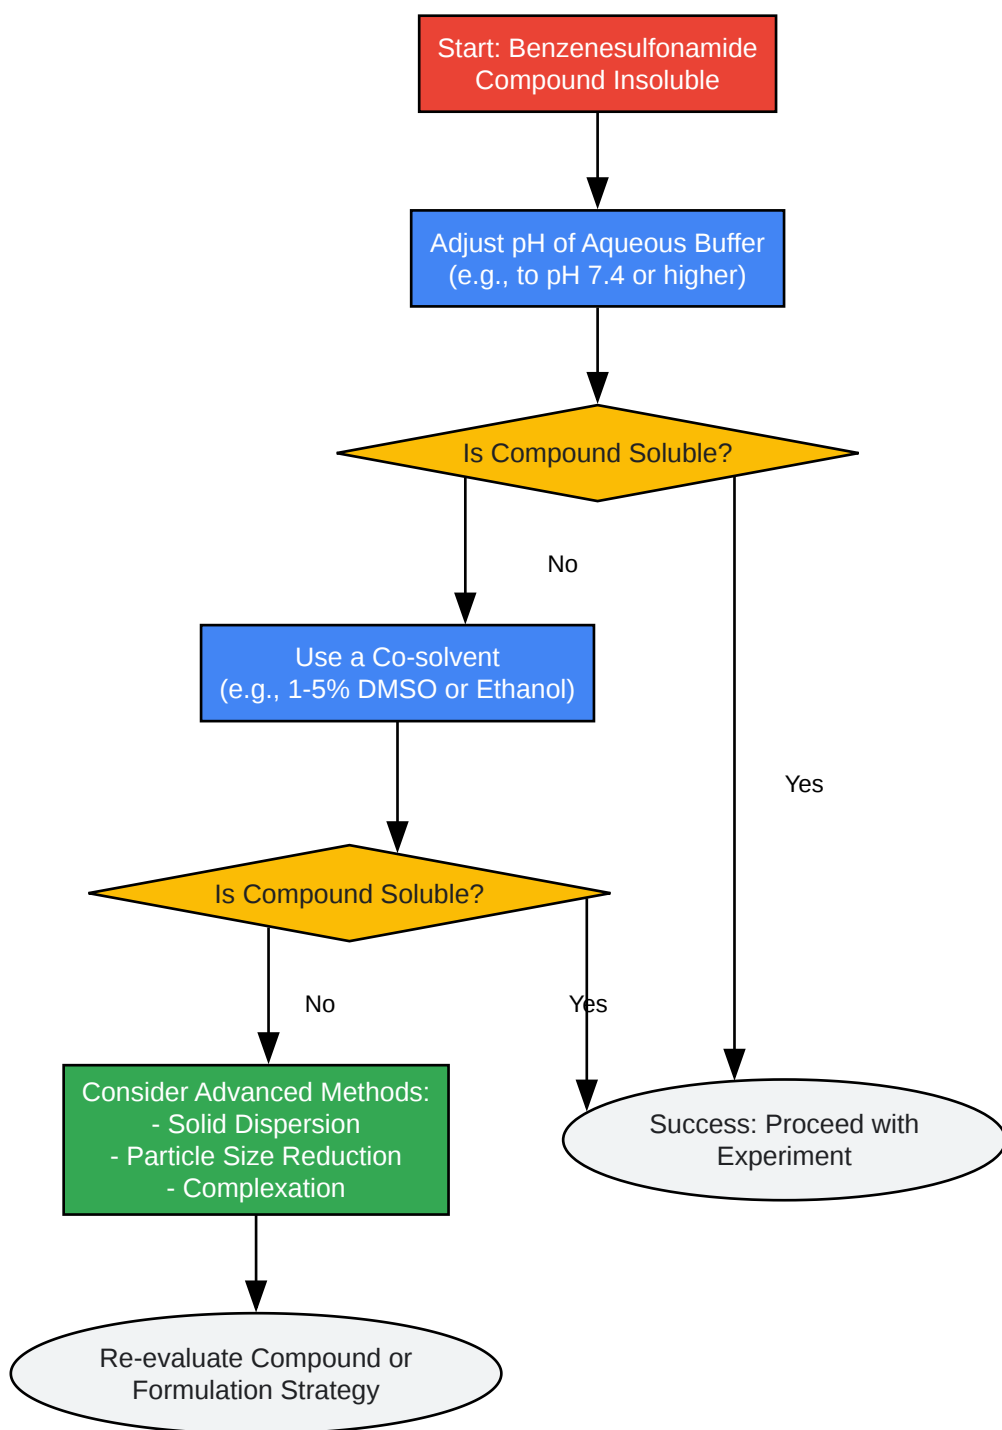 Start: Benzenesulfonamide
Compound Insoluble
Adjust pH of Aqueous Buffer
(e.g., to pH 7.4 or higher)
Is Compound Soluble?
No
Use a Co-solvent
(e.g., 1-5% DMSO or Ethanol)
Yes
Is Compound Soluble?
No
Yes
Consider Advanced Methods:
- Solid Dispersion
- Particle Size Reduction
- Complexation
Success: Proceed with
Experiment
Re-evaluate Compound or
Formulation Strategy